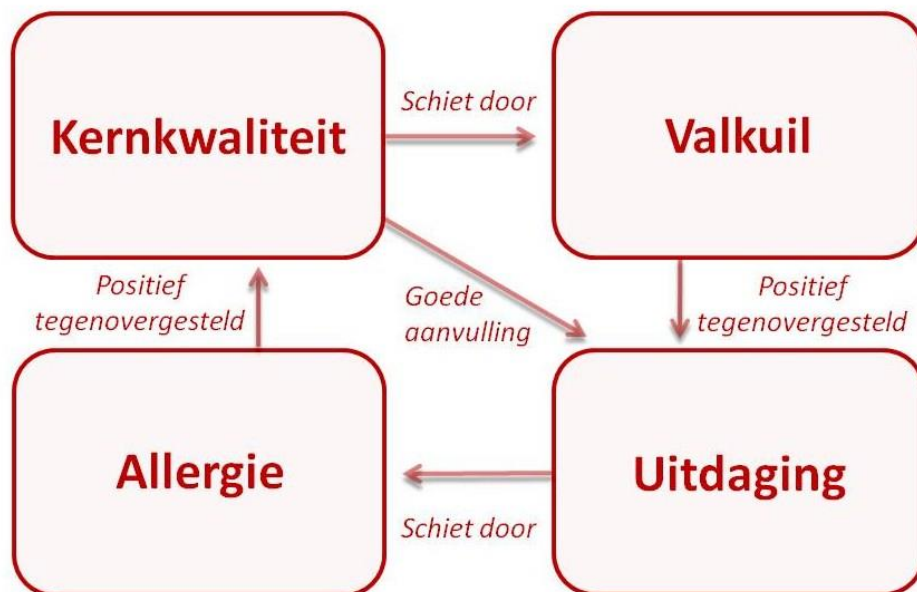 Schiet door
Kernkwaliteit
Valkuil
Positief
tegenovergesteld
Goede
aanvulling
Positief
tegenovergesteld
Allergie
Uitdaging
Schiet door